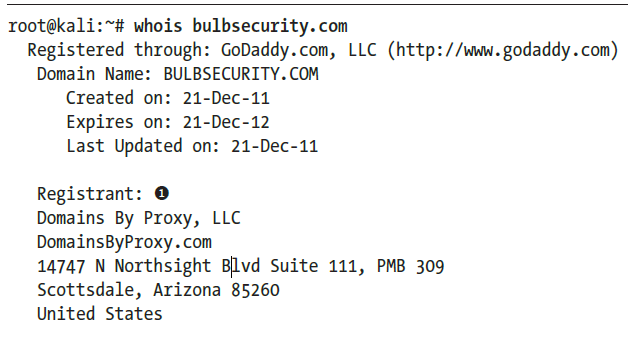 root@kali:~# whois bulbsecurity.com
Registered through: GoDaddy.com, LLC (http://www.godaddy.com)
Domain Name: BULBSECURITY.COM
Created on: 21-Dec-11
Expires on: 21-Dec-12
Last Updated on: 21-Dec-11
Registrant: ❶
Domains By Proxy, LLC
DomainsByProxy.com
14747 N Northsight Blvd Suite 111, PMB 309
Scottsdale, Arizona 85260
United States